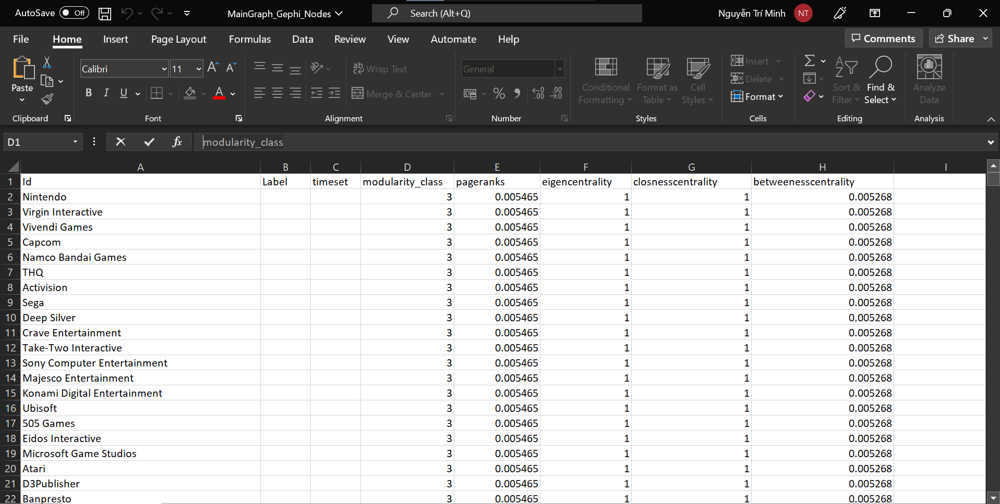 AutoSave Off MainGraph_Gephi_Nodes Search (Alt+Q) Nguyễn Trí Minh NT
File Home Insert Page Layout Formulas Data Review View Automate Help Comments Share
Paste
Clipboard
Calibri 11 A A
B I U A
Font
ab Wrap Text
Merge & Center
Alignment
General
% .00 .00
Number
Conditional Formatting
Format as Table
Cell Styles
Styles
Insert
Delete
Format
Cells
Sort & Filter
Find & Select
Editing
Analyze Data
Analysis
D1 fx modularity_class
A B C D E F G H I
1 Id Label timeset modularity_class pageranks eigencentrality closnesscentrality betweenesscentrality
2 Nintendo 3 0.005465 1 1 0.005268
3 Virgin Interactive 3 0.005465 1 1 0.005268
4 Vivendi Games 3 0.005465 1 1 0.005268
5 Capcom 3 0.005465 1 1 0.005268
6 Namco Bandai Games 3 0.005465 1 1 0.005268
7 THQ 3 0.005465 1 1 0.005268
8 Activision 3 0.005465 1 1 0.005268
9 Sega 3 0.005465 1 1 0.005268
10 Deep Silver 3 0.005465 1 1 0.005268
11 Crave Entertainment 3 0.005465 1 1 0.005268
12 Take-Two Interactive 3 0.005465 1 1 0.005268
13 Sony Computer Entertainment 3 0.005465 1 1 0.005268
14 Majesco Entertainment 3 0.005465 1 1 0.005268
15 Konami Digital Entertainment 3 0.005465 1 1 0.005268
16 Ubisoft 3 0.005465 1 1 0.005268
17 505 Games 3 0.005465 1 1 0.005268
18 Eidos Interactive 3 0.005465 1 1 0.005268
19 Microsoft Game Studios 3 0.005465 1 1 0.005268
20 Atari 3 0.005465 1 1 0.005268
21 D3Publisher 3 0.005465 1 1 0.005268
22 Banpresto 3 0.005465 1 1 0.005268